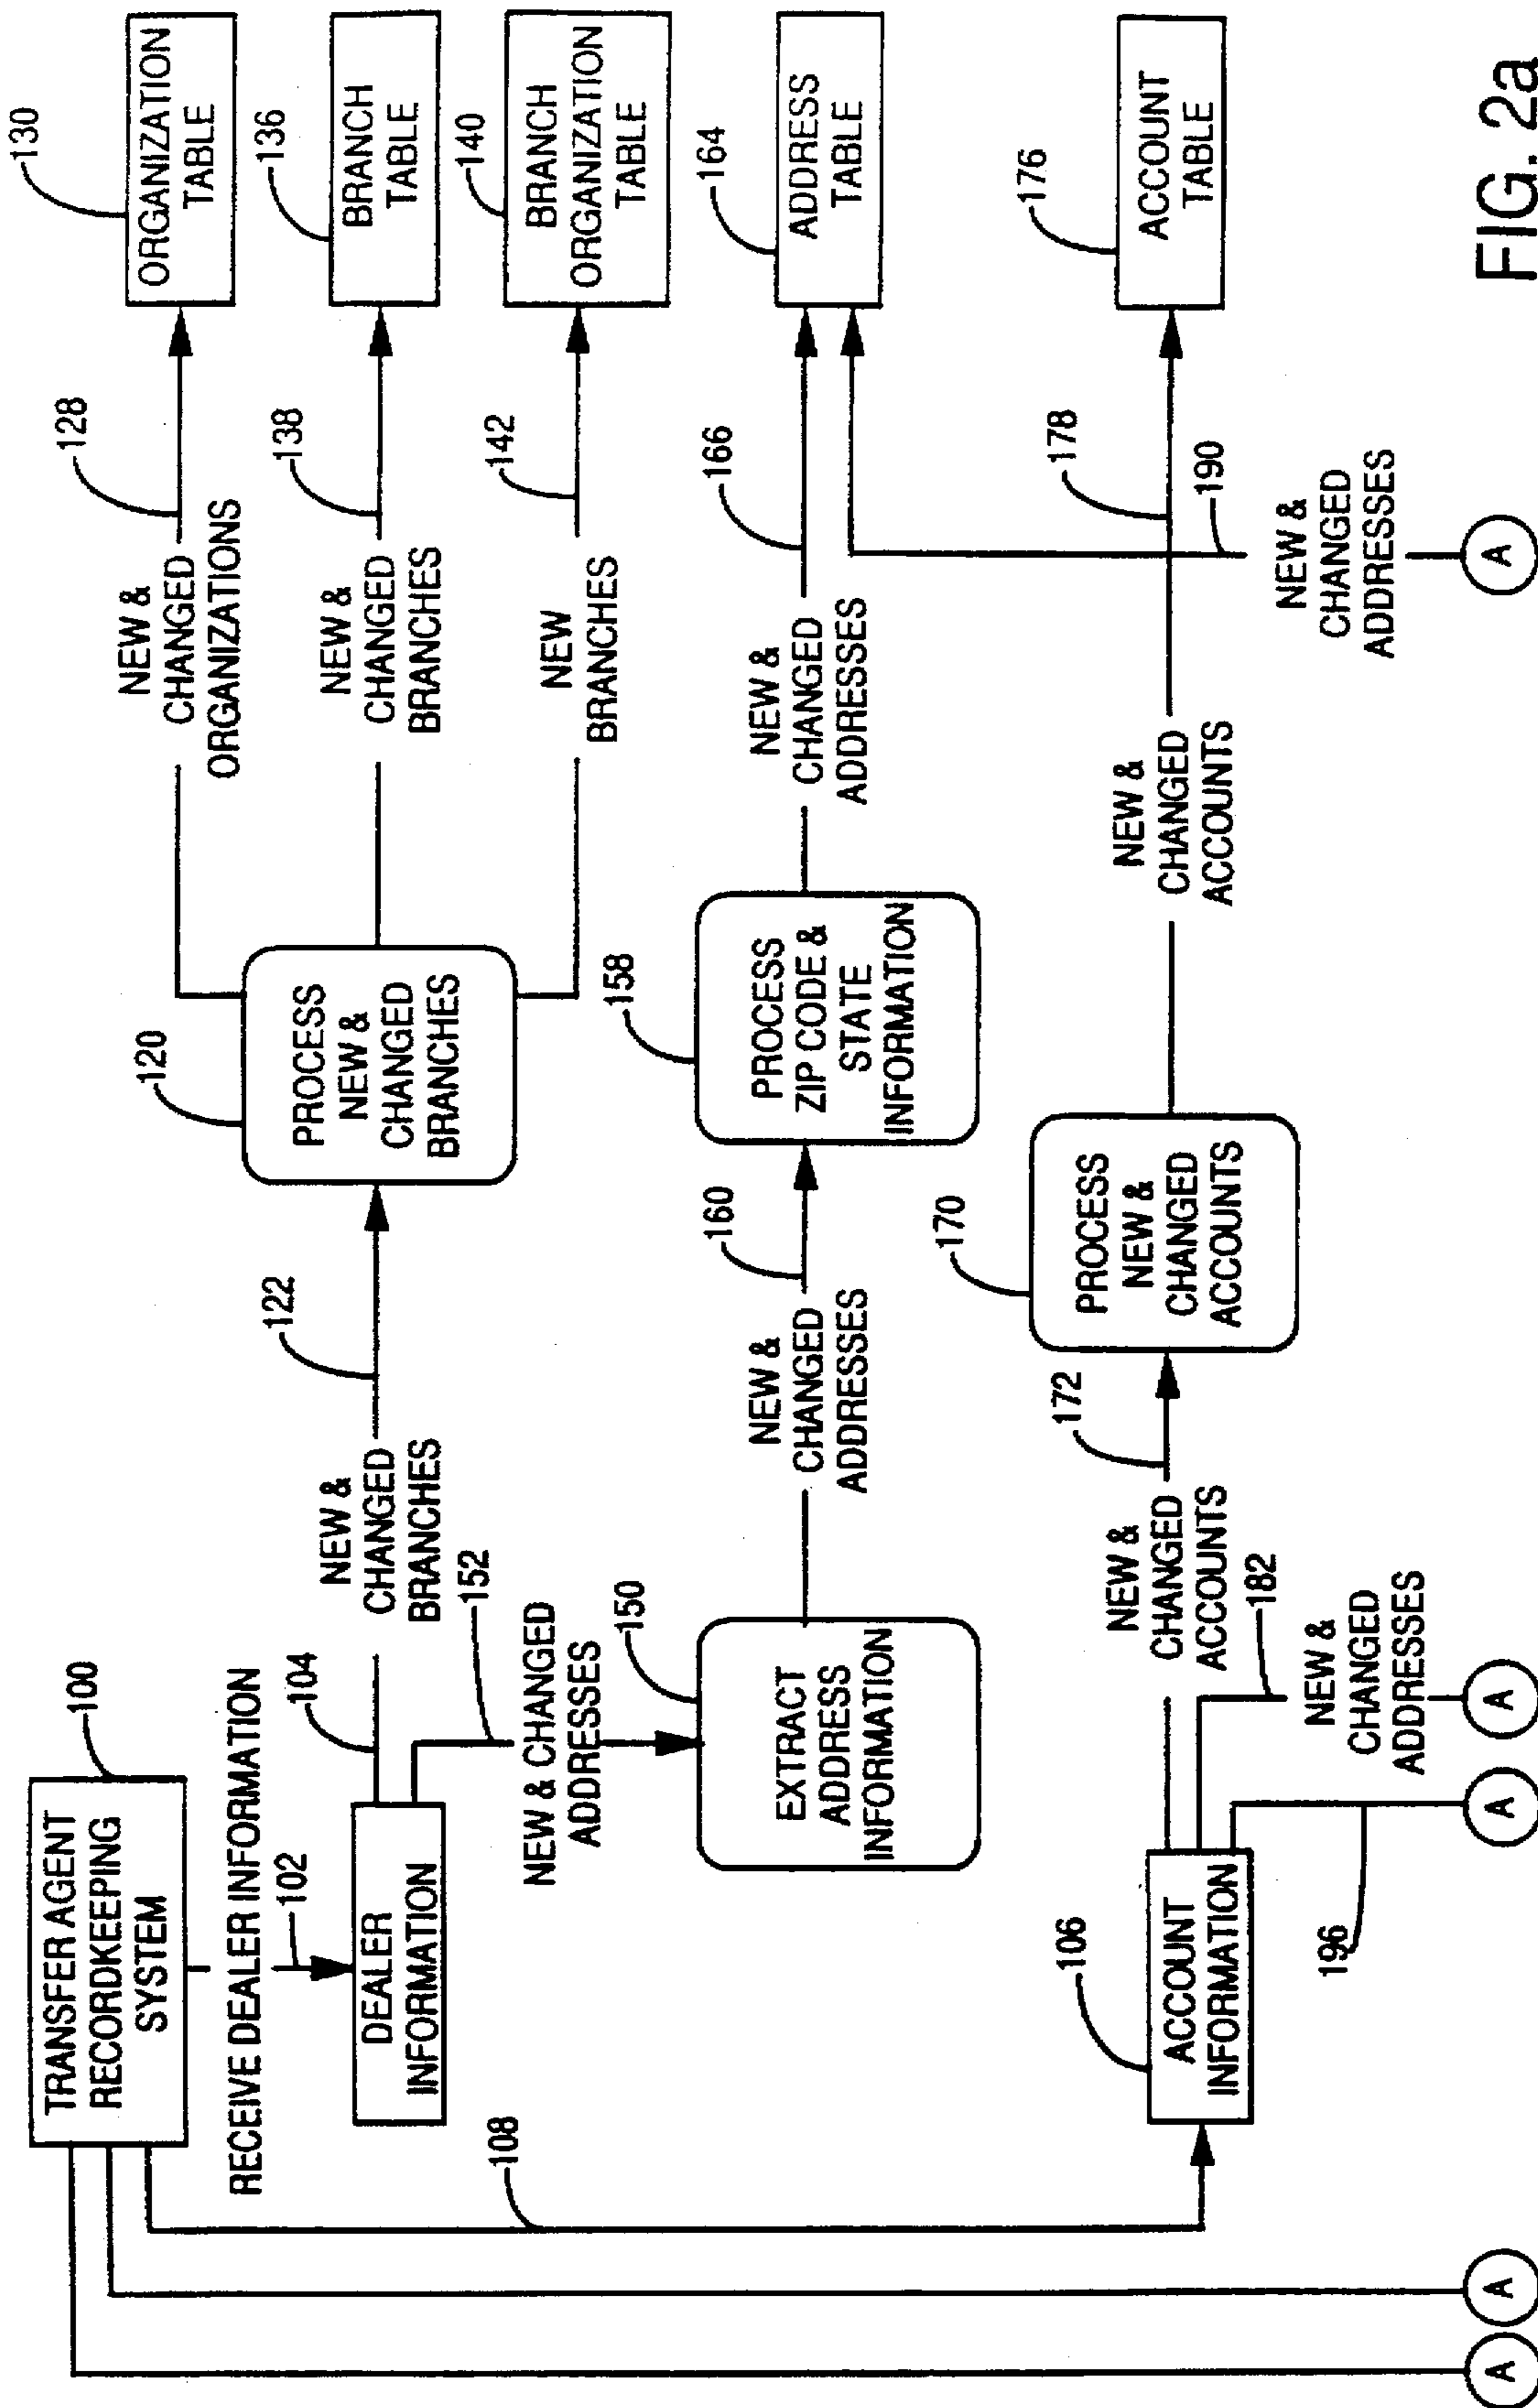 TRANSFER AGENT
RECORDKEEPING
SYSTEM
100
RECEIVE DEALER INFORMATION
102
DEALER
INFORMATION
104
NEW &
CHANGED
BRANCHES
122
PROCESS
NEW &
CHANGED
BRANCHES
120
NEW &
CHANGED
ORGANIZATIONS
128
ORGANIZATION
TABLE
130
NEW &
CHANGED
BRANCHES
138
BRANCH
TABLE
136
NEW
BRANCHES
142
BRANCH
ORGANIZATION
TABLE
140
152
NEW & CHANGED
ADDRESSES
150
EXTRACT
ADDRESS
INFORMATION
NEW &
CHANGED
ADDRESSES
160
158
PROCESS
ZIP CODE &
STATE
INFORMATION
NEW &
CHANGED
ADDRESSES
166
ADDRESS
TABLE
164
108
106
ACCOUNT
INFORMATION
NEW &
CHANGED
ACCOUNTS
172
170
PROCESS
NEW &
CHANGED
ACCOUNTS
NEW &
CHANGED
ACCOUNTS
178
ACCOUNT
TABLE
176
196
182
NEW &
CHANGED
ADDRESSES
190
NEW &
CHANGED
ADDRESSES
A
A
A
A
A
FIG. 2a